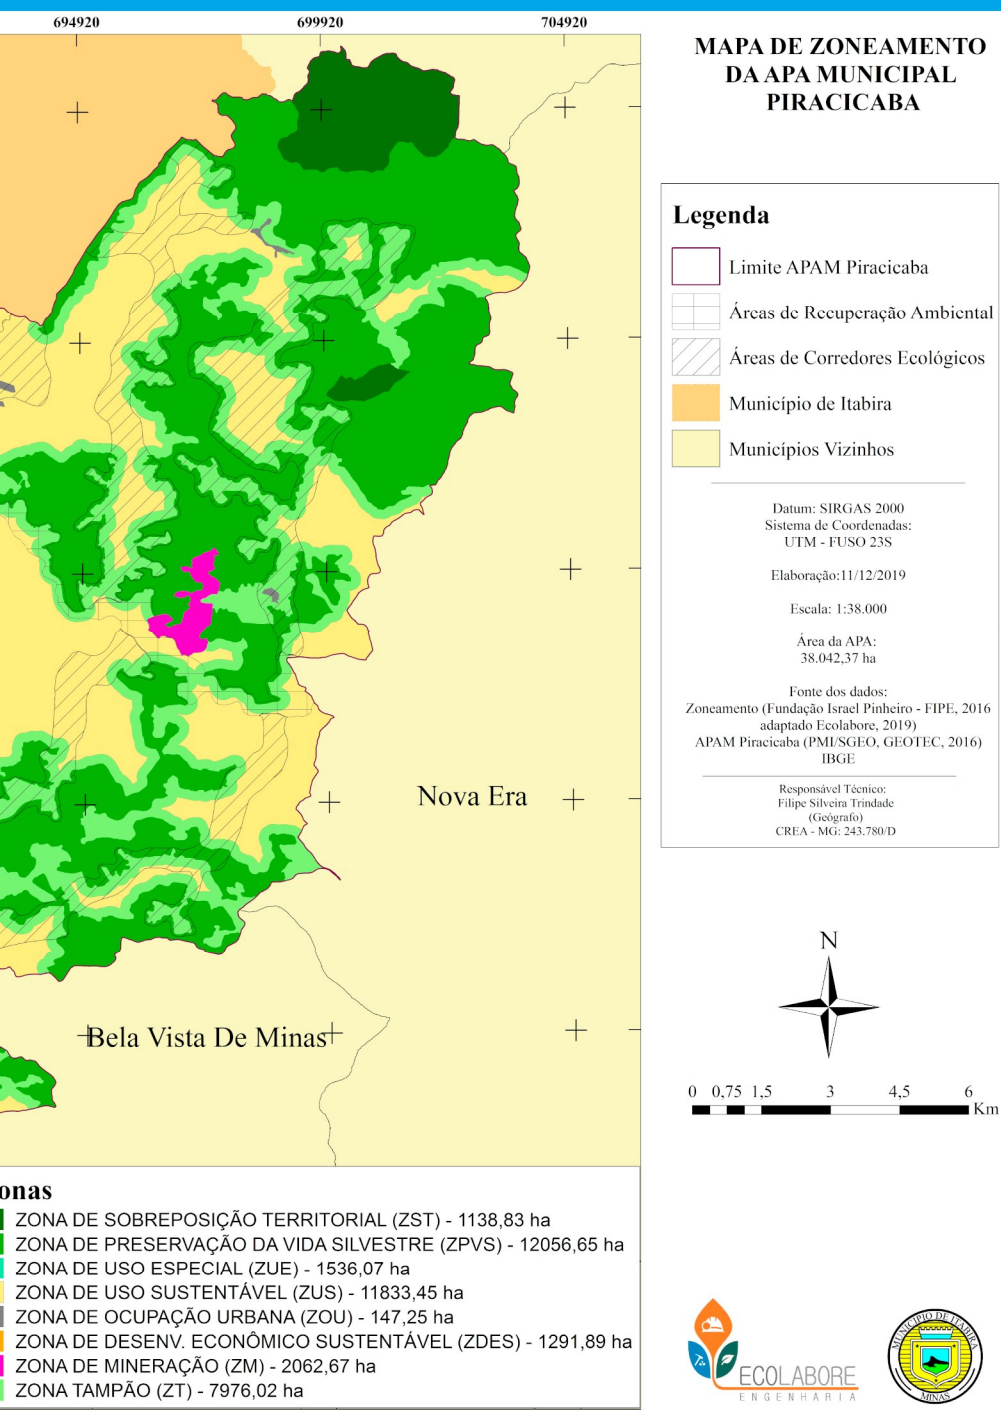 694920 699920 704920
MAPA DE ZONEAMENTO
DA APA MUNICIPAL
PIRACICABA
Legenda
Limite APAM Piracicaba
Áreas de Recuperação Ambiental
Áreas de Corredores Ecológicos
Município de Itabira
Municípios Vizinhos
Datum: SIRGAS 2000
Sistema de Coordenadas:
UTM - FUSO 23S
Elaboração:11/12/2019
Escala: 1:38.000
Área da APA:
38.042,37 ha
Fonte dos dados:
Zoneamento (Fundação Israel Pinheiro - FIPE, 2016
adaptado Ecolabore, 2019)
APAM Piracicaba (PMI/SGEO, GEOTEC, 2016)
IBGE
Responsável Técnico:
Filipe Silveira Trindade
(Geógrafo)
CREA - MG: 243.780/D
Nova Era
Bela Vista De Minas
N
0 0,75 1,5 3 4,5 6
Km
onas
ZONA DE SOBREPOSIÇÃO TERRITORIAL (ZST) - 1138,83 ha
ZONA DE PRESERVAÇÃO DA VIDA SILVESTRE (ZPVS) - 12056,65 ha
ZONA DE USO ESPECIAL (ZUE) - 1536,07 ha
ZONA DE USO SUSTENTÁVEL (ZUS) - 11833,45 ha
ZONA DE OCUPAÇÃO URBANA (ZOU) - 147,25 ha
ZONA DE DESENV. ECONÔMICO SUSTENTÁVEL (ZDES) - 1291,89 ha
ZONA DE MINERAÇÃO (ZM) - 2062,67 ha
ZONA TAMPÃO (ZT) - 7976,02 ha
ECOLABORE
ENGENHARIA
MUNICÍPIO DE ITABIRA
MINAS